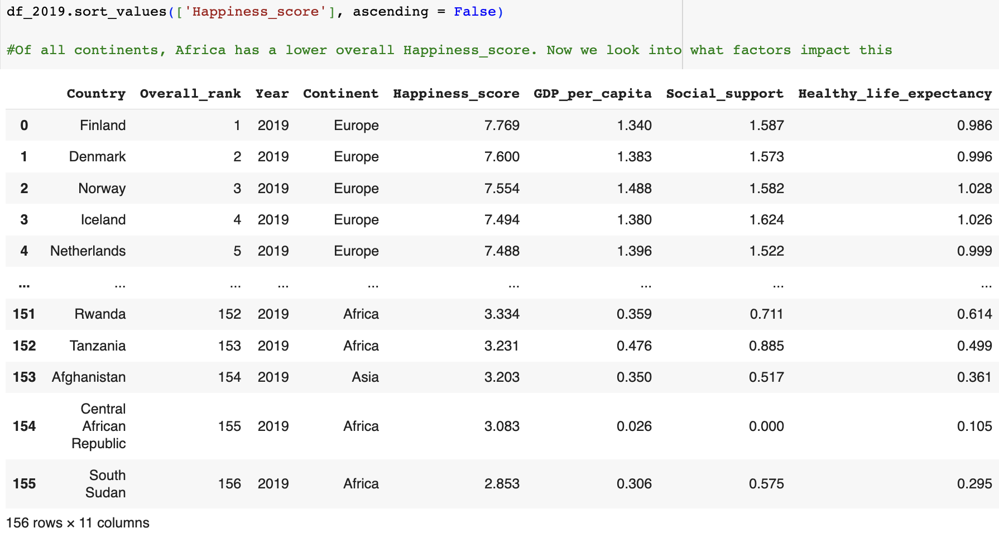 df_2019.sort_values(['Happiness_score'], ascending = False)
#Of all continents, Africa has a lower overall Happiness_score. Now we look into what factors impact this
Country Overall_rank Year Continent Happiness_score GDP_per_capita Social_support Healthy_life_expectancy
0 Finland 1 2019 Europe 7.769 1.340 1.587 0.986
1 Denmark 2 2019 Europe 7.600 1.383 1.573 0.996
2 Norway 3 2019 Europe 7.554 1.488 1.582 1.028
3 Iceland 4 2019 Europe 7.494 1.380 1.624 1.026
4 Netherlands 5 2019 Europe 7.488 1.396 1.522 0.999
... ... ... ... ... ... ... ... ...
151 Rwanda 152 2019 Africa 3.334 0.359 0.711 0.614
152 Tanzania 153 2019 Africa 3.231 0.476 0.885 0.499
153 Afghanistan 154 2019 Asia 3.203 0.350 0.517 0.361
Central
154 African 155 2019 Africa 3.083 0.026 0.000 0.105
Republic
South
155 156 2019 Africa 2.853 0.306 0.575 0.295
Sudan
156 rows × 11 columns